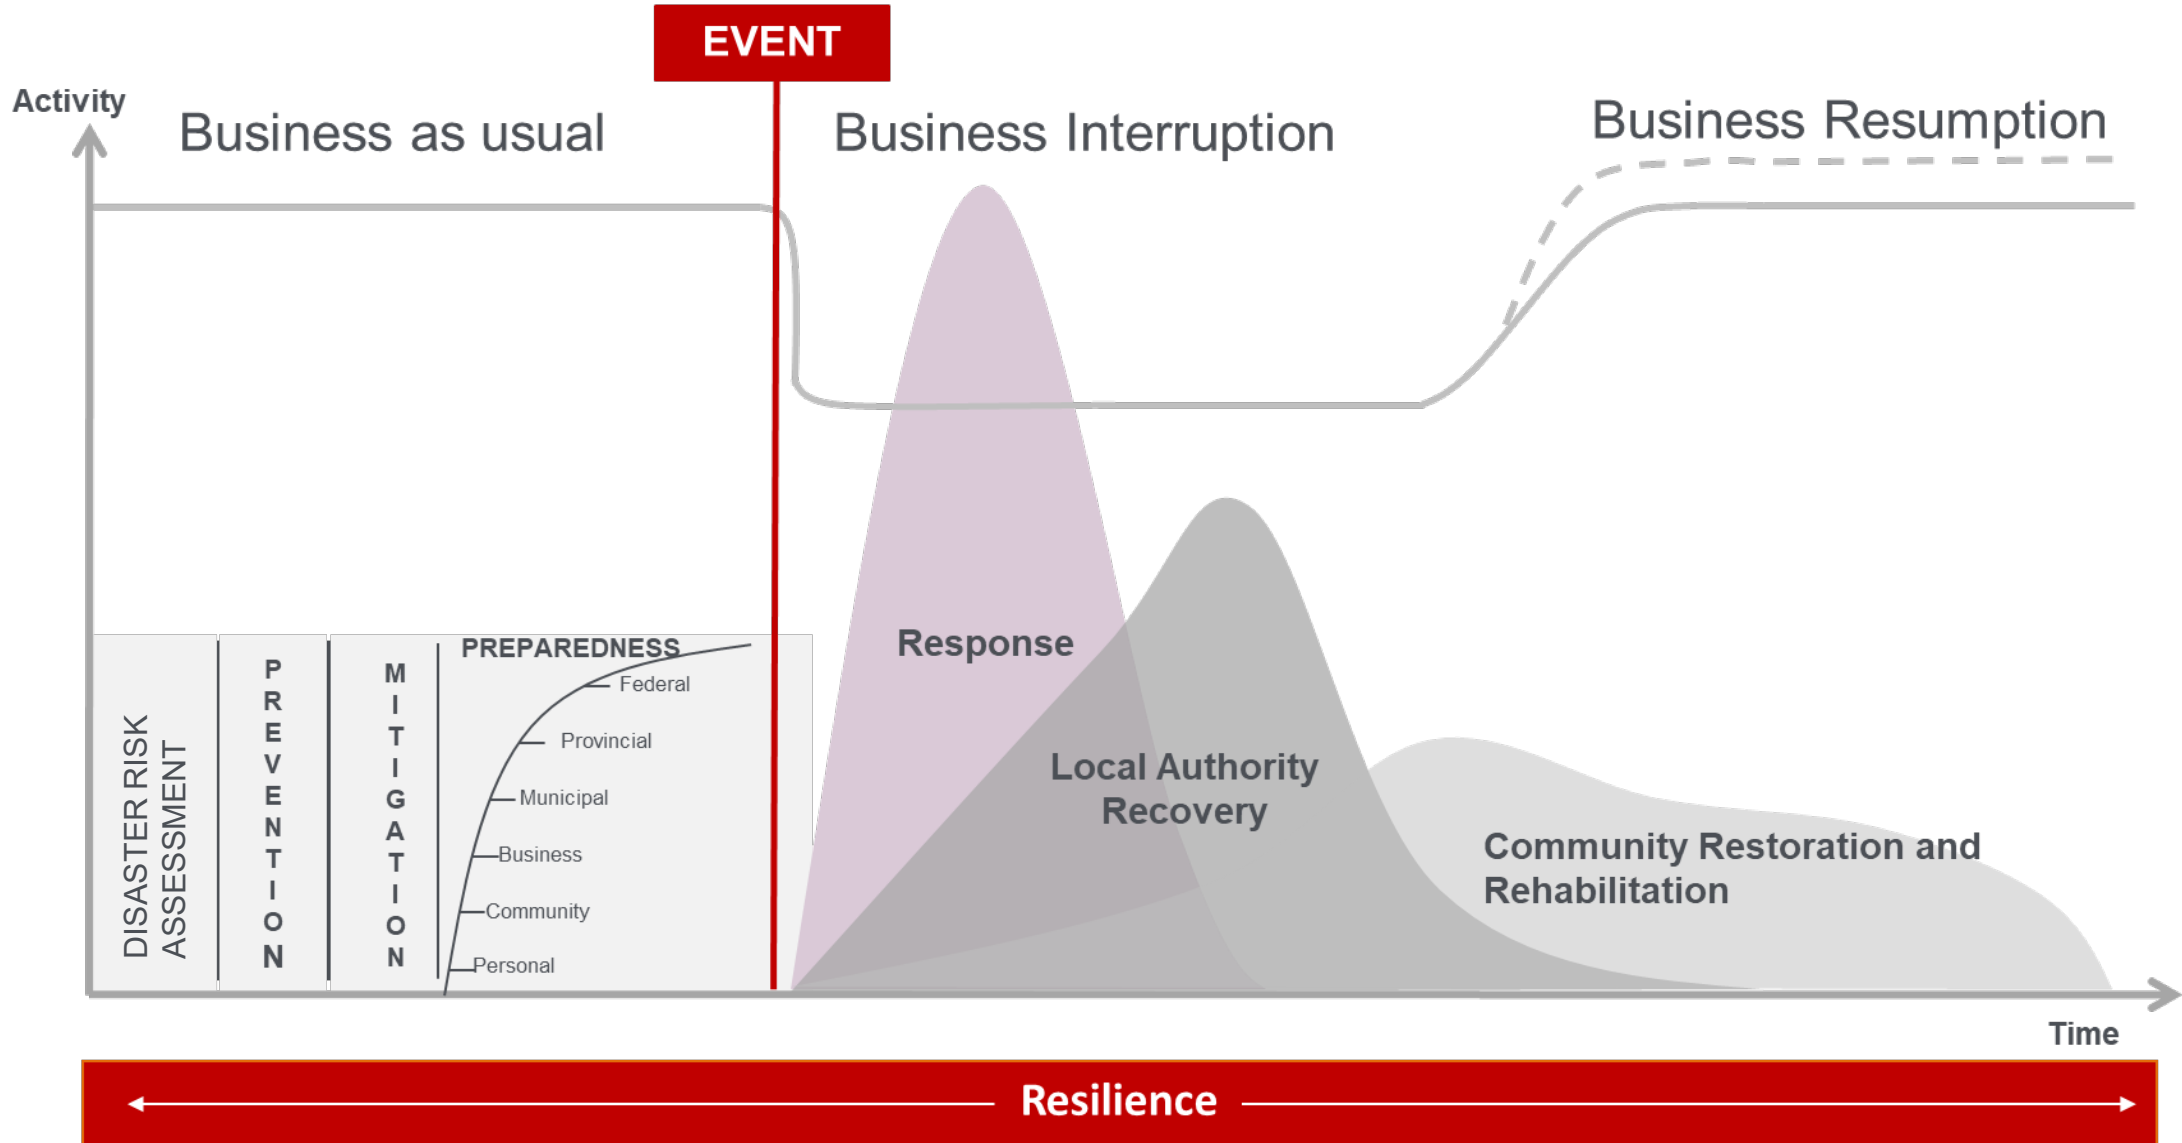 EVENT
Activity
Business as usual
Business Interruption
Business Resumption
DISASTER RISK
ASSESSMENT
PREVENTION
MITIGATION
PREPAREDNESS
Federal
Provincial
Municipal
Business
Community
Personal
Response
Local Authority
Recovery
Community Restoration and
Rehabilitation
Time
Resilience